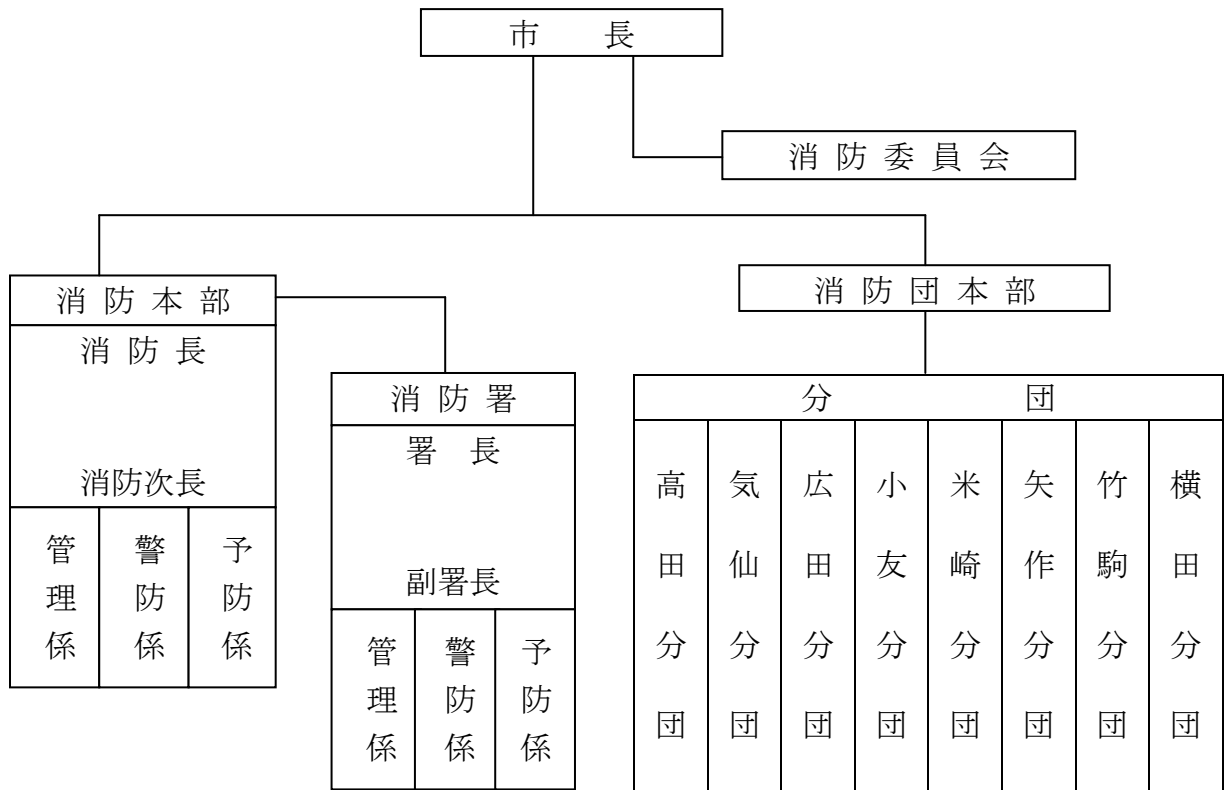 市長
消防委員会
消防本部
消防長
消防次長
管理係
警防係
予防係
消防署
署長
副署長
管理係
警防係
予防係
消防団本部
分団
高田分団
気仙分団
広田分団
小友分団
米崎分団
矢作分団
竹駒分団
横田分団